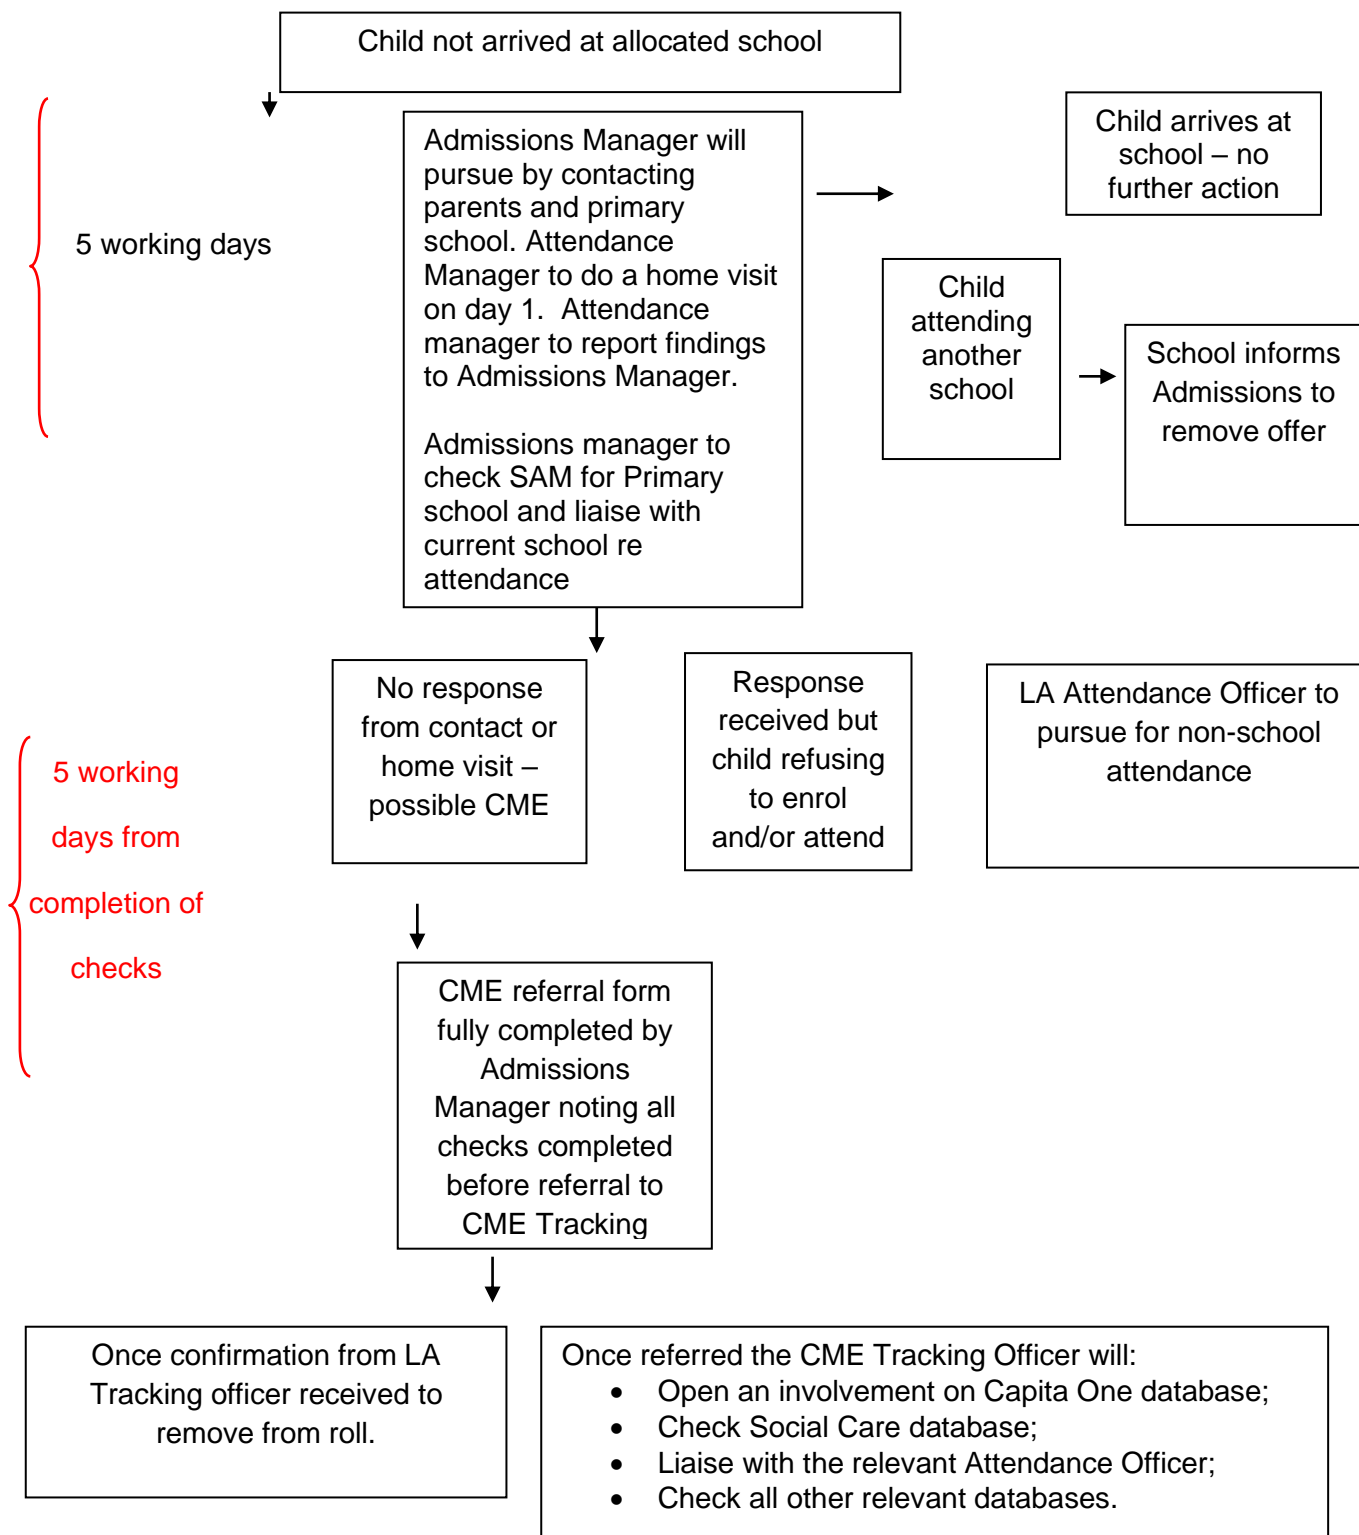 Child not arrived at allocated school
5 working days
Admissions Manager will
pursue by contacting
parents and primary
school. Attendance
Manager to do a home visit
on day 1.  Attendance
manager to report findings
to Admissions Manager.
Admissions manager to
check SAM for Primary
school and liaise with
current school re
attendance
Child arrives at
school – no
further action
Child
attending
another
school
School informs
Admissions to
remove offer
5 working
days from
completion of
checks
No response
from contact or
home visit –
possible CME
Response
received but
child refusing
to enrol
and/or attend
LA Attendance Officer to
pursue for non-school
attendance
CME referral form
fully completed by
Admissions
Manager noting all
checks completed
before referral to
CME Tracking
Once confirmation from LA
Tracking officer received to
remove from roll.
Once referred the CME Tracking Officer will:
• Open an involvement on Capita One database;
• Check Social Care database;
• Liaise with the relevant Attendance Officer;
• Check all other relevant databases.